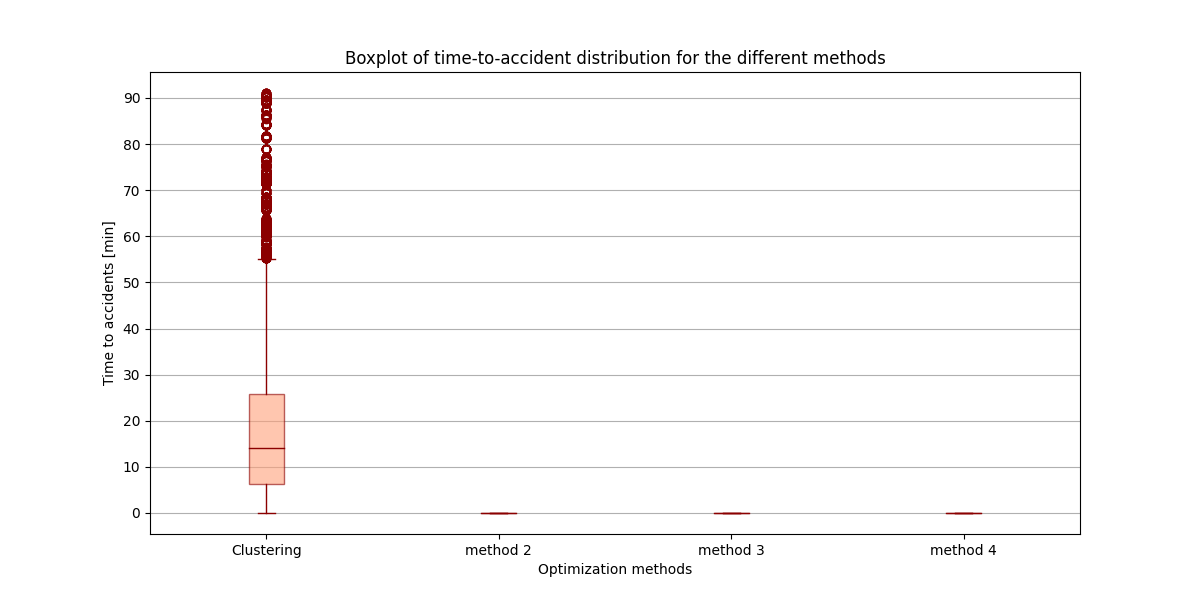 Boxplot of time-to-accident distribution for the different methods
Time to accidents [min]
90
80
70
60
50
40
30
20
10
0
Clustering method 2 method 3 method 4
Optimization methods